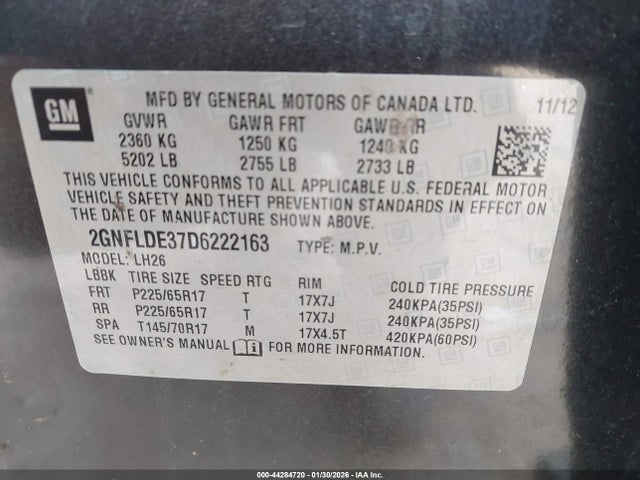 GM ®
MFD BY GENERAL MOTORS OF CANADA LTD. 11/12
GVWR GAWR FRT GAWR RR
2360 KG 1250 KG 1240 KG
5202 LB 2755 LB 2733 LB
THIS VEHICLE CONFORMS TO ALL APPLICABLE U.S. FEDERAL MOTOR
VEHICLE SAFETY AND THEFT PREVENTION STANDARDS IN EFFECT ON
THE DATE OF MANUFACTURE SHOWN ABOVE.
2GNFLDE37D6222163 TYPE: M.P.V.
MODEL: LH26
LBBK TIRE SIZE SPEED RTG RIM COLD TIRE PRESSURE
FRT P225/65R17 T 17X7J 240KPA(35PSI)
RR P225/65R17 T 17X7J 240KPA(35PSI)
SPA T145/70R17 M 17X4.5T 420KPA(60PSI)
SEE OWNER'S MANUAL FOR MORE INFORMATION.
000-44284720 - 01/30/2026 - IAA Inc.